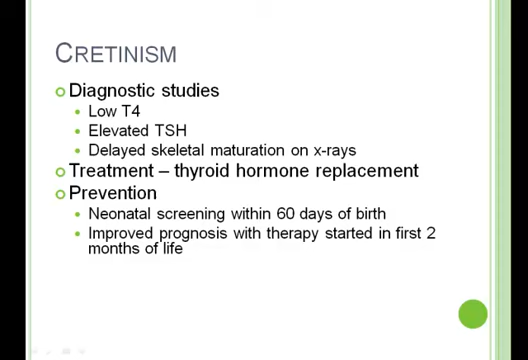 CRETINISM
Diagnostic studies
Low T4
Elevated TSH
Delayed skeletal maturation on x-rays
Treatment – thyroid hormone replacement
Prevention
Neonatal screening within 60 days of birth
Improved prognosis with therapy started in first 2
months of life